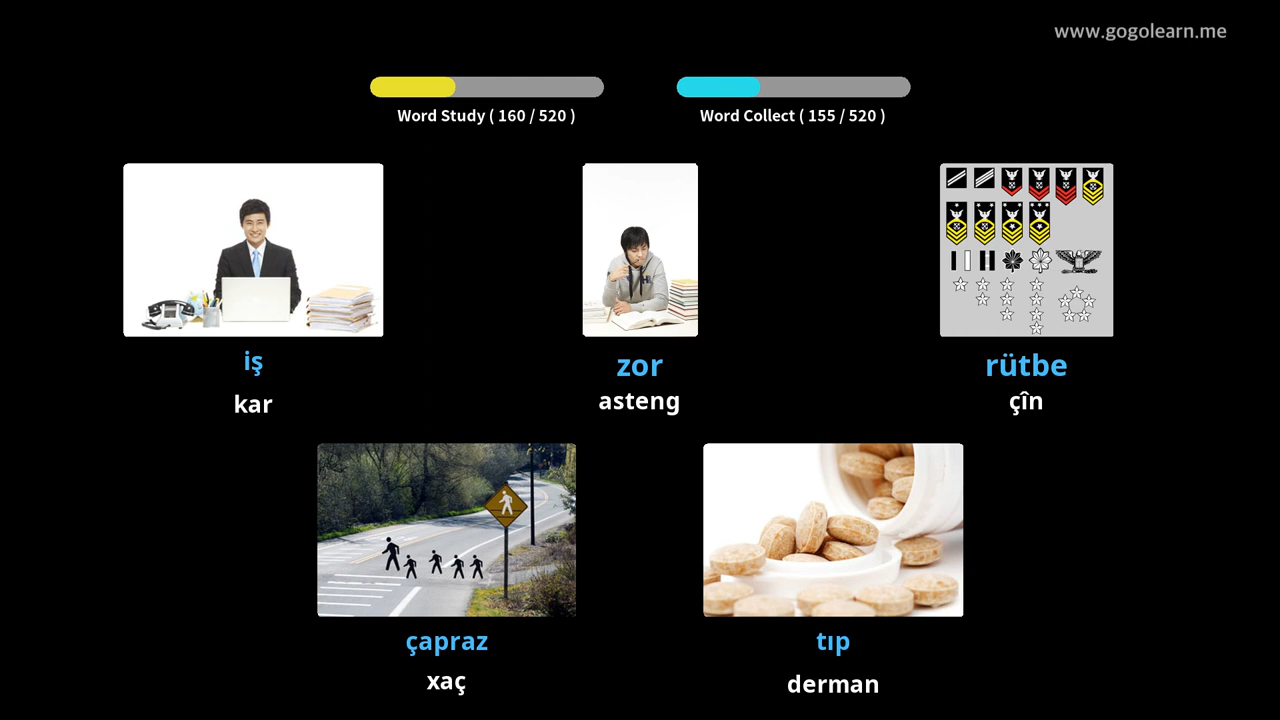 www.gogolearn.me
Word Study ( 160 / 520 )
Word Collect ( 155 / 520 )
iş
kar
zor
asteng
rütbe
çîn
çapraz
xaç
tıp
derman